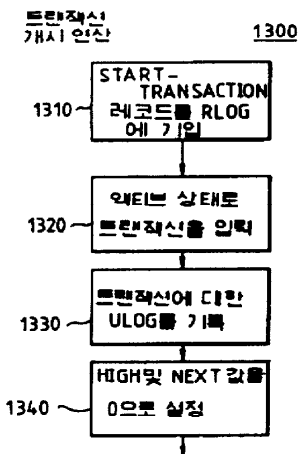 트랜잭션
개시 연산
1300
START-
TRANSACTION
레코드를 RLOG
에 기입
1310
액티브 상태로
트랜잭션을 입력
1320
트랜잭션에 대한
ULOG를 기록
1330
HIGH및 NEXT 값을
0으로 설정
1340